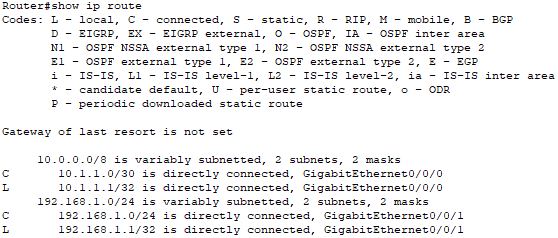 Router#show ip route
Codes: L - local, C - connected, S - static, R - RIP, M - mobile, B - BGP
D - EIGRP, EX - EIGRP external, O - OSPF, IA - OSPF inter area
N1 - OSPF NSSA external type 1, N2 - OSPF NSSA external type 2
E1 - OSPF external type 1, E2 - OSPF external type 2, E - EGP
i - IS-IS, L1 - IS-IS level-1, L2 - IS-IS level-2, ia - IS-IS inter area
* - candidate default, U - per-user static route, o - ODR
P - periodic downloaded static route
Gateway of last resort is not set
10.0.0.0/8 is variably subnetted, 2 subnets, 2 masks
C 10.1.1.0/30 is directly connected, GigabitEthernet0/0/0
L 10.1.1.1/32 is directly connected, GigabitEthernet0/0/0
192.168.1.0/24 is variably subnetted, 2 subnets, 2 masks
C 192.168.1.0/24 is directly connected, GigabitEthernet0/0/1
L 192.168.1.1/32 is directly connected, GigabitEthernet0/0/1